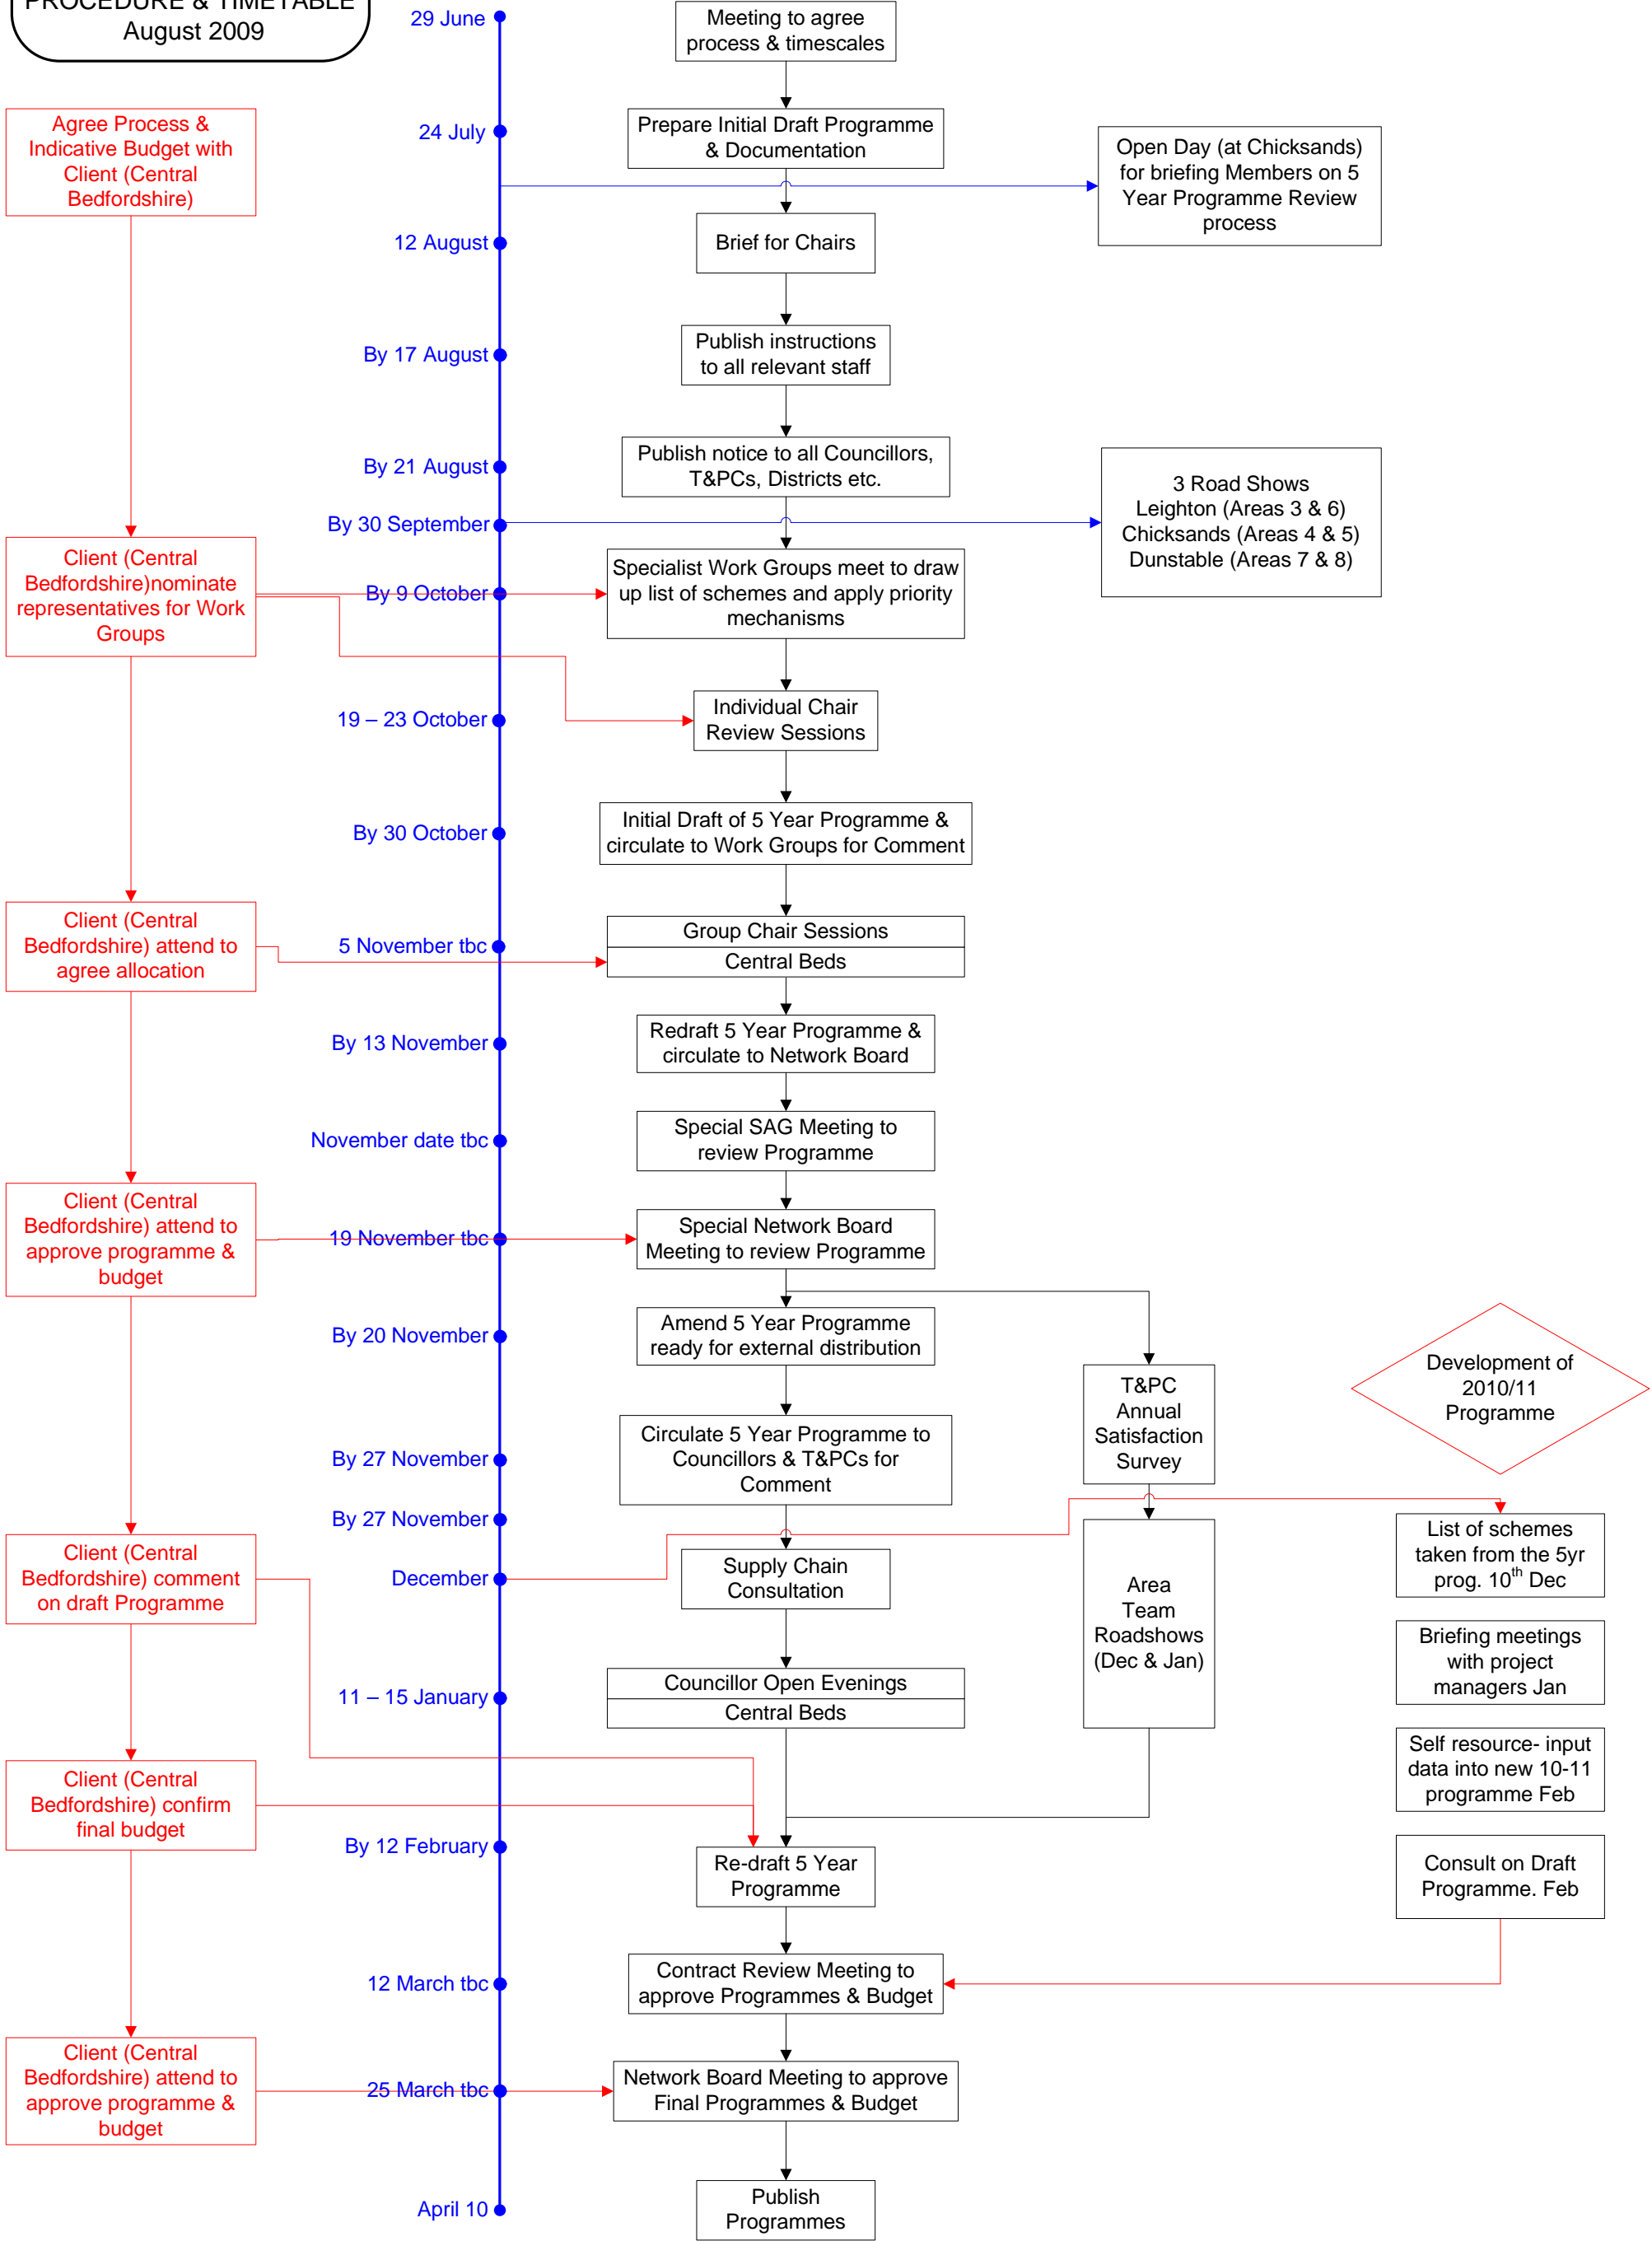 PROCEDURE & TIMETABLE
August 2009
29 June
Meeting to agree
process & timescales
Agree Process &
Indicative Budget with
Client (Central
Bedfordshire)
24 July
Prepare Initial Draft Programme
& Documentation
Open Day (at Chicksands)
for briefing Members on 5
Year Programme Review
process
12 August
Brief for Chairs
By 17 August
Publish instructions
to all relevant staff
By 21 August
Publish notice to all Councillors,
T&PCs, Districts etc.
By 30 September
3 Road Shows
Leighton (Areas 3 & 6)
Chicksands (Areas 4 & 5)
Dunstable (Areas 7 & 8)
Client (Central
Bedfordshire)nominate
representatives for Work
Groups
By 9 October
Specialist Work Groups meet to draw
up list of schemes and apply priority
mechanisms
19 – 23 October
Individual Chair
Review Sessions
By 30 October
Initial Draft of 5 Year Programme &
circulate to Work Groups for Comment
Client (Central
Bedfordshire) attend to
agree allocation
5 November tbc
Group Chair Sessions
Central Beds
By 13 November
Redraft 5 Year Programme &
circulate to Network Board
November date tbc
Special SAG Meeting to
review Programme
Client (Central
Bedfordshire) attend to
approve programme &
budget
19 November tbc
Special Network Board
Meeting to review Programme
By 20 November
Amend 5 Year Programme
ready for external distribution
T&PC
Annual
Satisfaction
Survey
Development of
2010/11
Programme
By 27 November
Circulate 5 Year Programme to
Councillors & T&PCs for
Comment
By 27 November
Client (Central
Bedfordshire) comment
on draft Programme
December
Supply Chain
Consultation
Area
Team
Roadshows
(Dec & Jan)
List of schemes
taken from the 5yr
prog. 10th Dec
Briefing meetings
with project
managers Jan
11 – 15 January
Councillor Open Evenings
Central Beds
Self resource- input
data into new 10-11
programme Feb
Client (Central
Bedfordshire) confirm
final budget
By 12 February
Re-draft 5 Year
Programme
Consult on Draft
Programme. Feb
12 March tbc
Contract Review Meeting to
approve Programmes & Budget
Client (Central
Bedfordshire) attend to
approve programme &
budget
25 March tbc
Network Board Meeting to approve
Final Programmes & Budget
April 10
Publish
Programmes